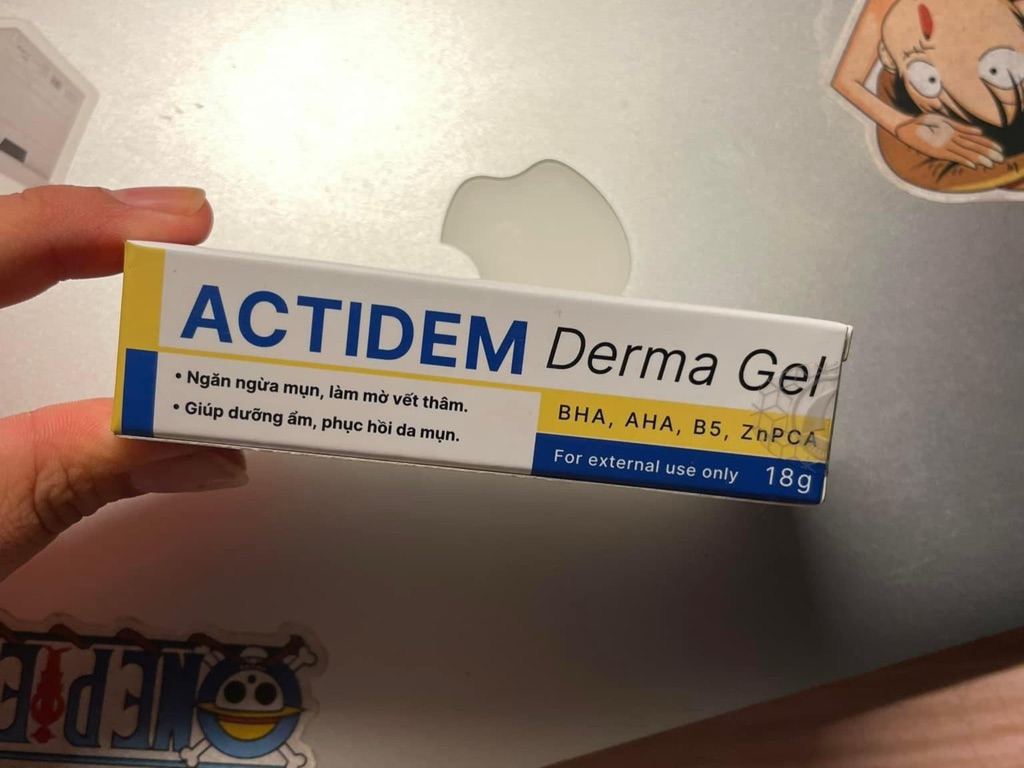 ACTIDEM Derma Gel
• Ngăn ngừa mụn, làm mờ vết thâm.
• Giúp dưỡng ẩm, phục hồi da mụn.
BHA, AHA, B5, ZnPCA
For external use only 18g
ONE PIECE